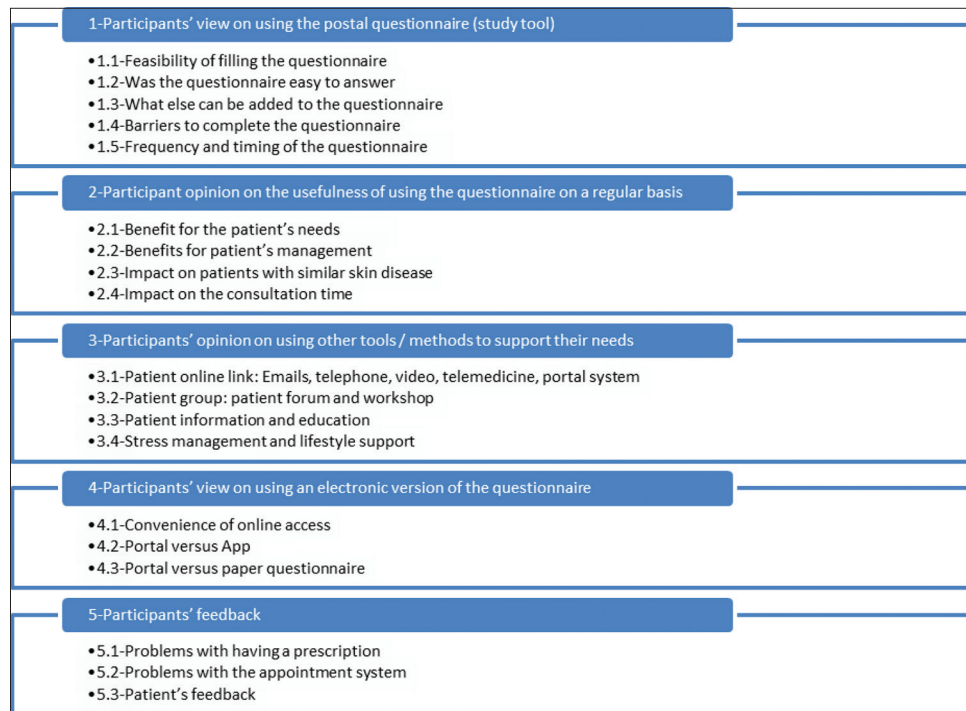 1-Participants’ view on using the postal questionnaire (study tool)
•1.1-Feasibility of filling the questionnaire
•1.2-Was the questionnaire easy to answer
•1.3-What else can be added to the questionnaire
•1.4-Barriers to complete the questionnaire
•1.5-Frequency and timing of the questionnaire
2-Participant opinion on the usefulness of using the questionnaire on a regular basis
•2.1-Benefit for the patient’s needs
•2.2-Benefits for patient’s management
•2.3-Impact on patients with similar skin disease
•2.4-Impact on the consultation time
3-Participants’ opinion on using other tools / methods to support their needs
•3.1-Patient online link: Emails, telephone, video, telemedicine, portal system
•3.2-Patient group: patient forum and workshop
•3.3-Patient information and education
•3.4-Stress management and lifestyle support
4-Participants’ view on using an electronic version of the questionnaire
•4.1-Convenience of online access
•4.2-Portal versus App
•4.3-Portal versus paper questionnaire
5-Participants’ feedback
•5.1-Problems with having a prescription
•5.2-Problems with the appointment system
•5.3-Patient’s feedback